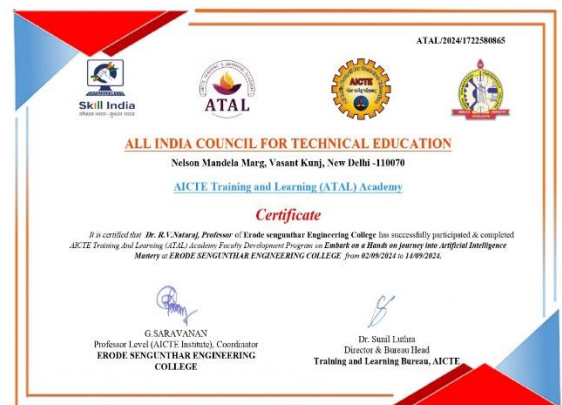 ATAL/2024/1722580865
Skill India
कौशल भारत-कुशल भारत
ATAL
AICTE
ALL INDIA COUNCIL FOR TECHNICAL EDUCATION
Nelson Mandela Marg, Vasant Kunj, New Delhi -110070
AICTE Training and Learning (ATAL) Academy
Certificate
It is certified that Dr. R.V.Nataraj, Professor of Erode sengunthar Engineering College has successfully participated & completed
AICTE Training And Learning (ATAL) Academy Faculty Development Program on Embark on a Hands on journey into Artificial Intelligence
Mastery at ERODE SENGUNTHAR ENGINEERING COLLEGE from 02/09/2024 to 14/09/2024.
G.SARAVANAN
Professor Level (AICTE Institute), Coordinator
ERODE SENGUNTHAR ENGINEERING
COLLEGE
Dr. Sunil Luthra
Director & Bureau Head
Training and Learning Bureau, AICTE